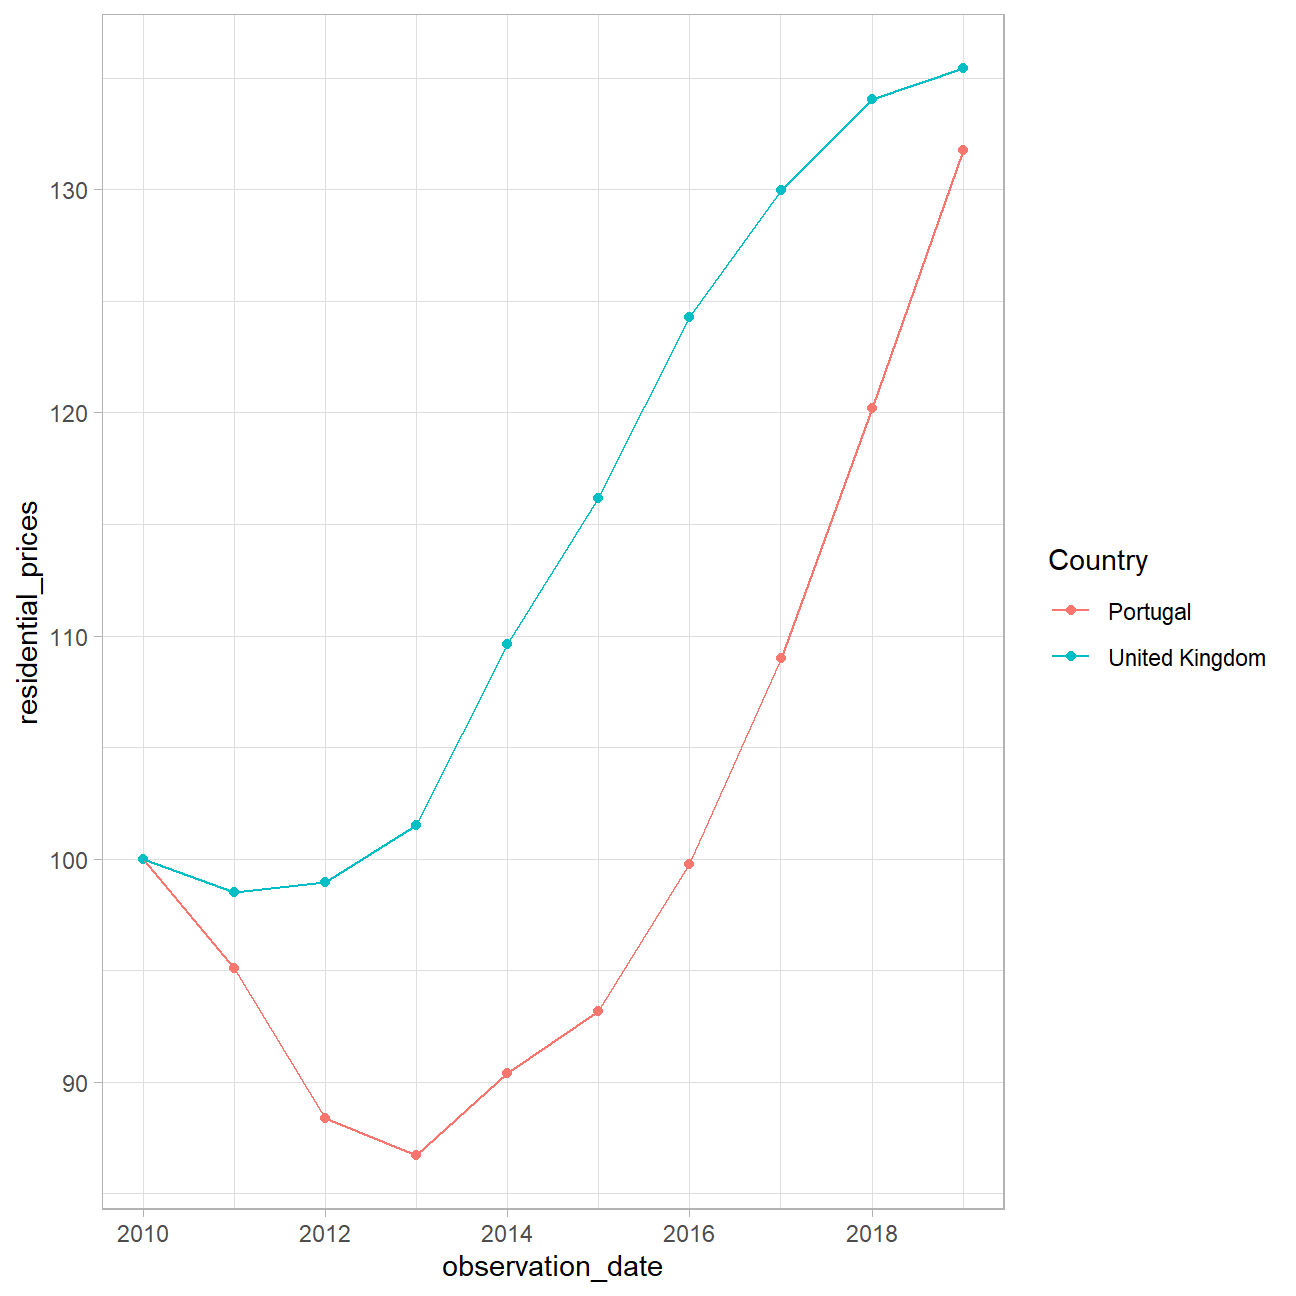 residential_prices
130
120
110
100
90
2010 2012 2014 2016 2018
observation_date
Country
Portugal
United Kingdom